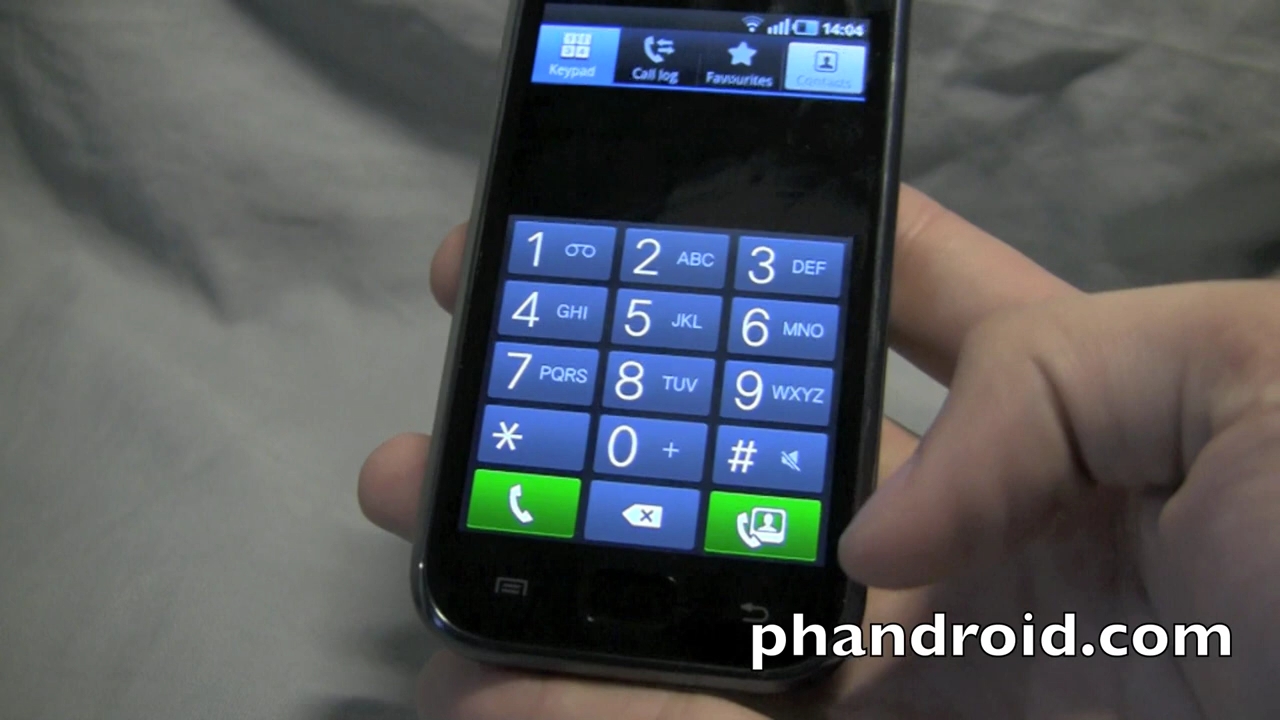 14:04
Keypad Call log Favourites Contacts
1 2 ABC 3 DEF
4 GHI 5 JKL 6 MNO
7 PQRS 8 TUV 9 WXYZ
* 0 + #
phandroid.com